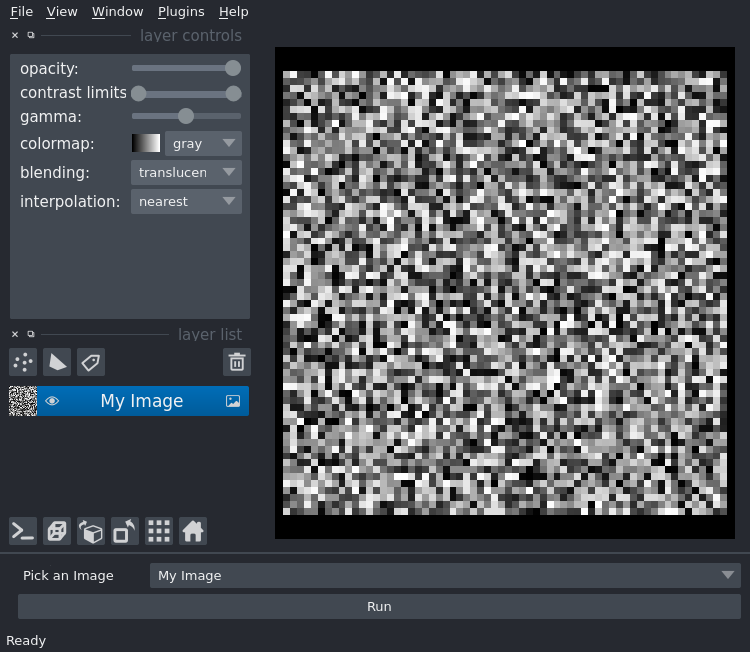 File View Window Plugins Help
layer controls
opacity:
contrast limits
gamma:
colormap: gray
blending: translucen
interpolation: nearest
layer list
My Image
Pick an Image My Image
Run
Ready